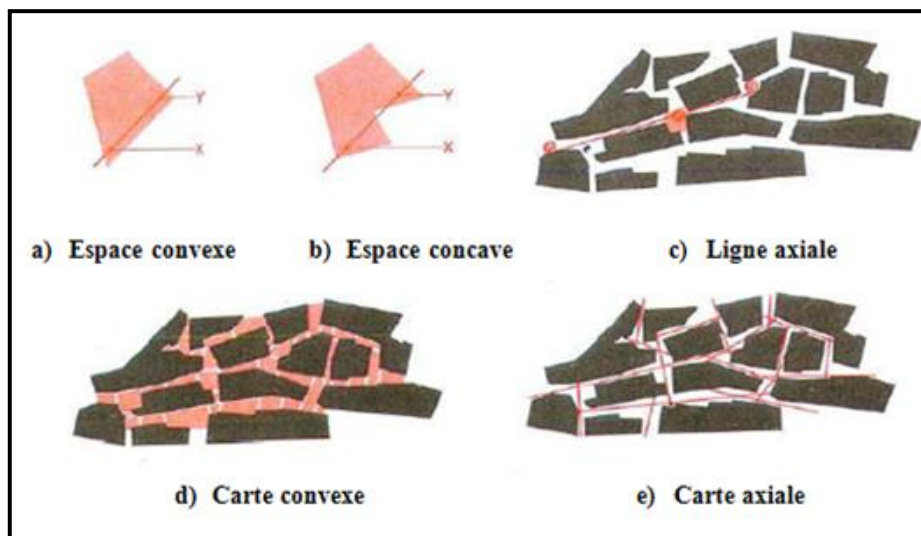 Y
X
Y
X
a) Espace convexe
b) Espace concave
c) Ligne axiale
d) Carte convexe
e) Carte axiale